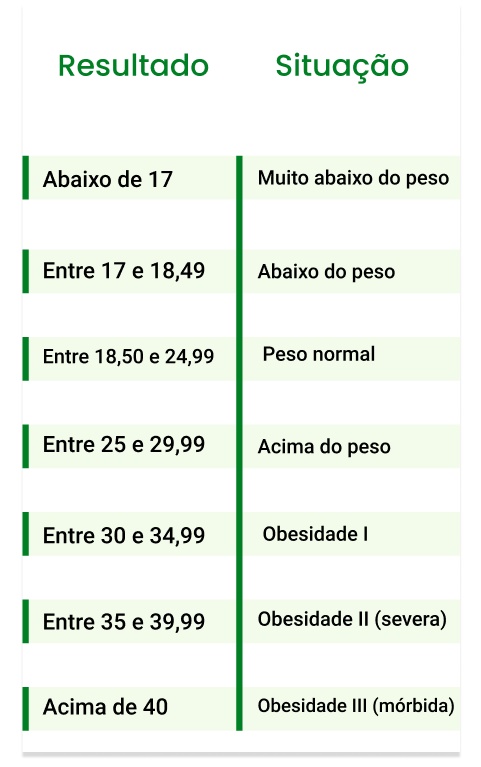 Resultado Situação
Abaixo de 17 Muito abaixo do peso
Entre 17 e 18,49 Abaixo do peso
Entre 18,50 e 24,99 Peso normal
Entre 25 e 29,99 Acima do peso
Entre 30 e 34,99 Obesidade I
Entre 35 e 39,99 Obesidade II (severa)
Acima de 40 Obesidade III (mórbida)